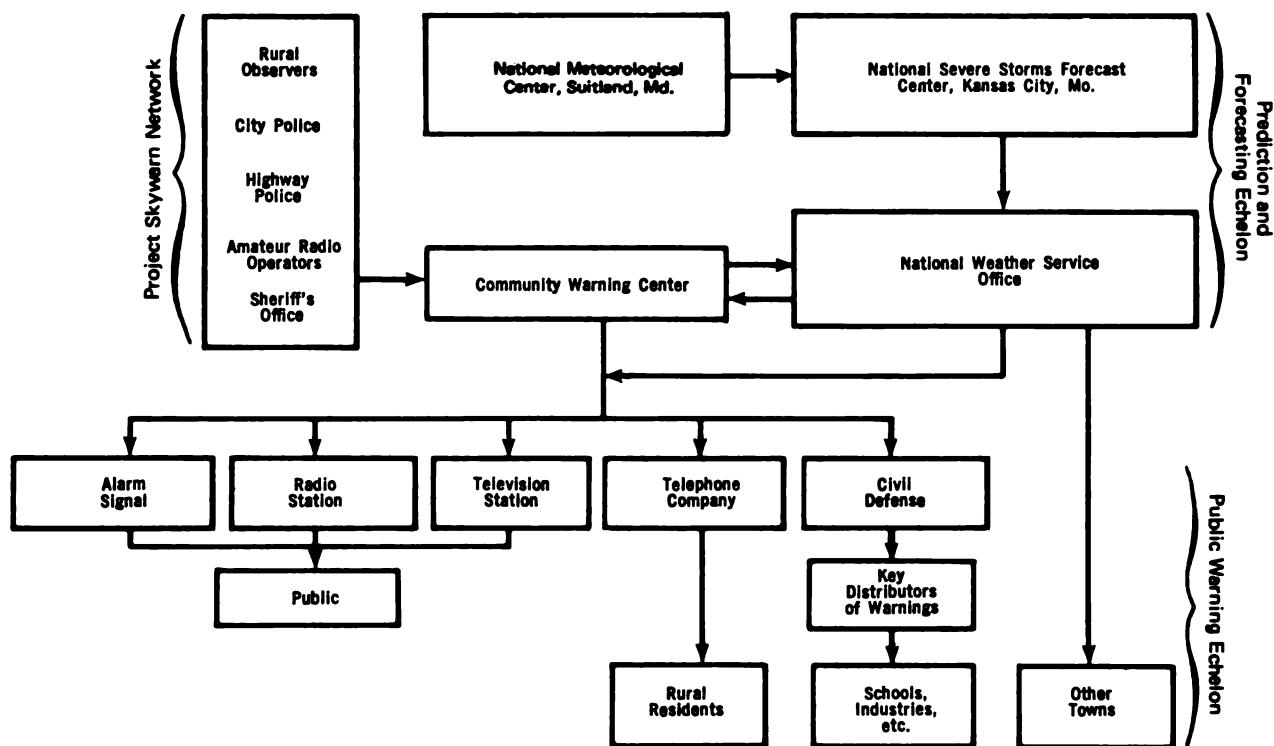 Project Skywarn Network
Rural
Observers
City Police
Highway
Police
Amateur Radio
Operators
Sheriff's
Office
National Meteorological
Center, Suitland, Md.
National Severe Storms Forecast
Center, Kansas City, Mo.
Prediction and
Forecasting Echelon
Community Warning Center
National Weather Service
Office
Alarm
Signal
Radio
Station
Television
Station
Telephone
Company
Civil
Defense
Public
Key
Distributors
of Warnings
Rural
Residents
Schools,
Industries,
etc.
Other
Towns
Public Warning Echelon